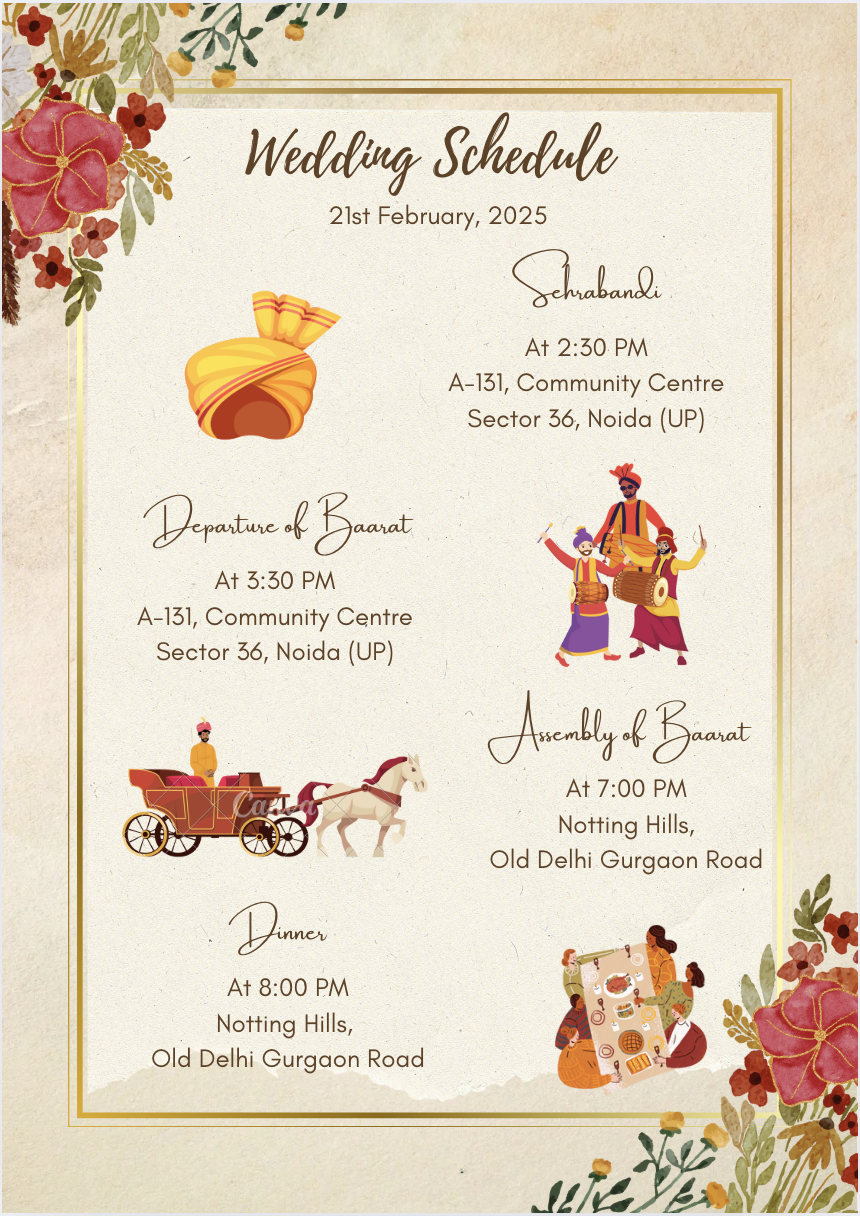 Wedding Schedule
21st February, 2025
Sehrabandi
At 2:30 PM
A-131, Community Centre
Sector 36, Noida (UP)
Departure of Baarat
At 3:30 PM
A-131, Community Centre
Sector 36, Noida (UP)
Assembly of Baarat
At 7:00 PM
Notting Hills,
Old Delhi Gurgaon Road
Canva
Dinner
At 8:00 PM
Notting Hills,
Old Delhi Gurgaon Road